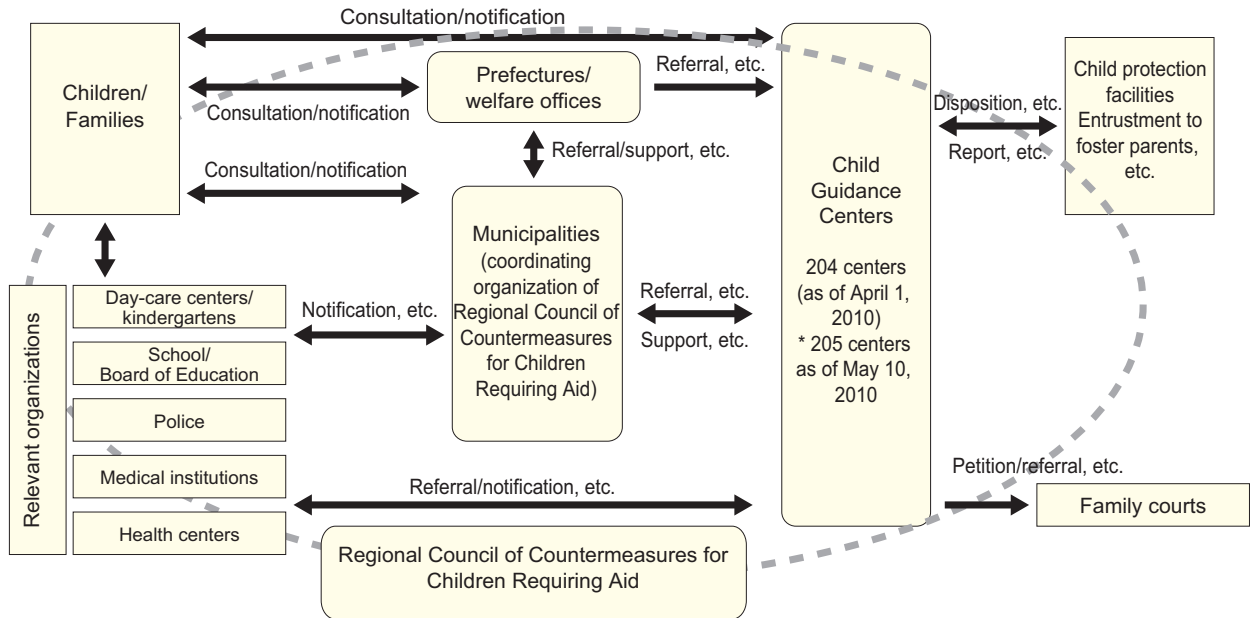 Consultation/notification
Children/
Families
Prefectures/
welfare offices
Referral, etc.
Consultation/notification
Referral/support, etc.
Consultation/notification
Child
Guidance
Centers
204 centers
(as of April 1,
2010)
* 205 centers
as of May 10,
2010
Disposition, etc.
Report, etc.
Child protection
facilities
Entrustment to
foster parents,
etc.
Municipalities
(coordinating
organization of
Regional Council of
Countermeasures
for Children
Requiring Aid)
Relevant organizations
Day-care centers/
kindergartens
School/
Board of Education
Police
Medical institutions
Health centers
Notification, etc.
Referral, etc.
Support, etc.
Referral/notification, etc.
Petition/referral, etc.
Family courts
Regional Council of Countermeasures for
Children Requiring Aid